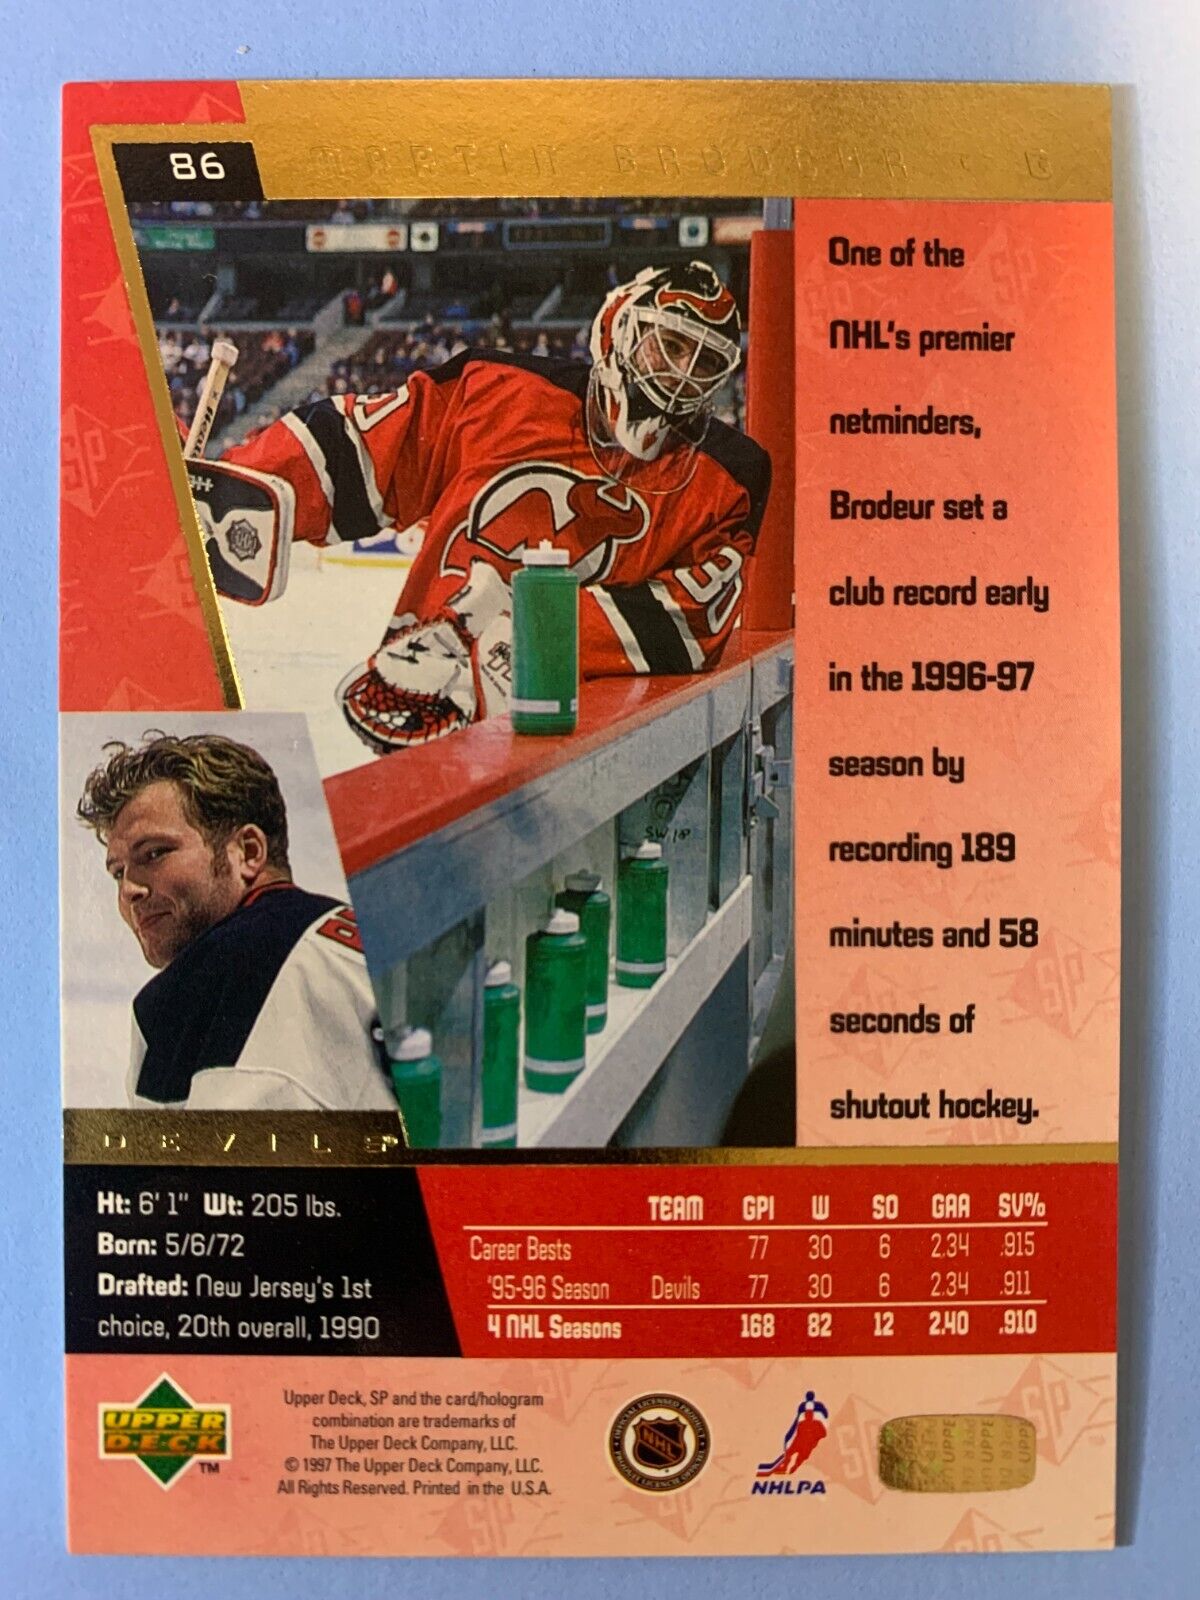 86 MARTIN BRODEUR • G
One of the
NHL's premier
netminders,
Brodeur set a
club record early
in the 1996-97
season by
recording 189
minutes and 58
seconds of
shutout hockey.
DEVILS
Ht: 6' 1" Wt: 205 lbs.
Born: 5/6/72
Drafted: New Jersey's 1st
choice, 20th overall, 1990
TEAM GPI W SO GAA SV%
Career Bests 77 30 6 2.34 .915
'95-96 Season Devils 77 30 6 2.34 .911
4 NHL Seasons 168 82 12 2.40 .910
UPPER
DECK
TM
Upper Deck, SP and the card/hologram
combination are trademarks of
The Upper Deck Company, LLC.
© 1997 The Upper Deck Company, LLC.
All Rights Reserved. Printed in the U.S.A.
NHL
NHLPA